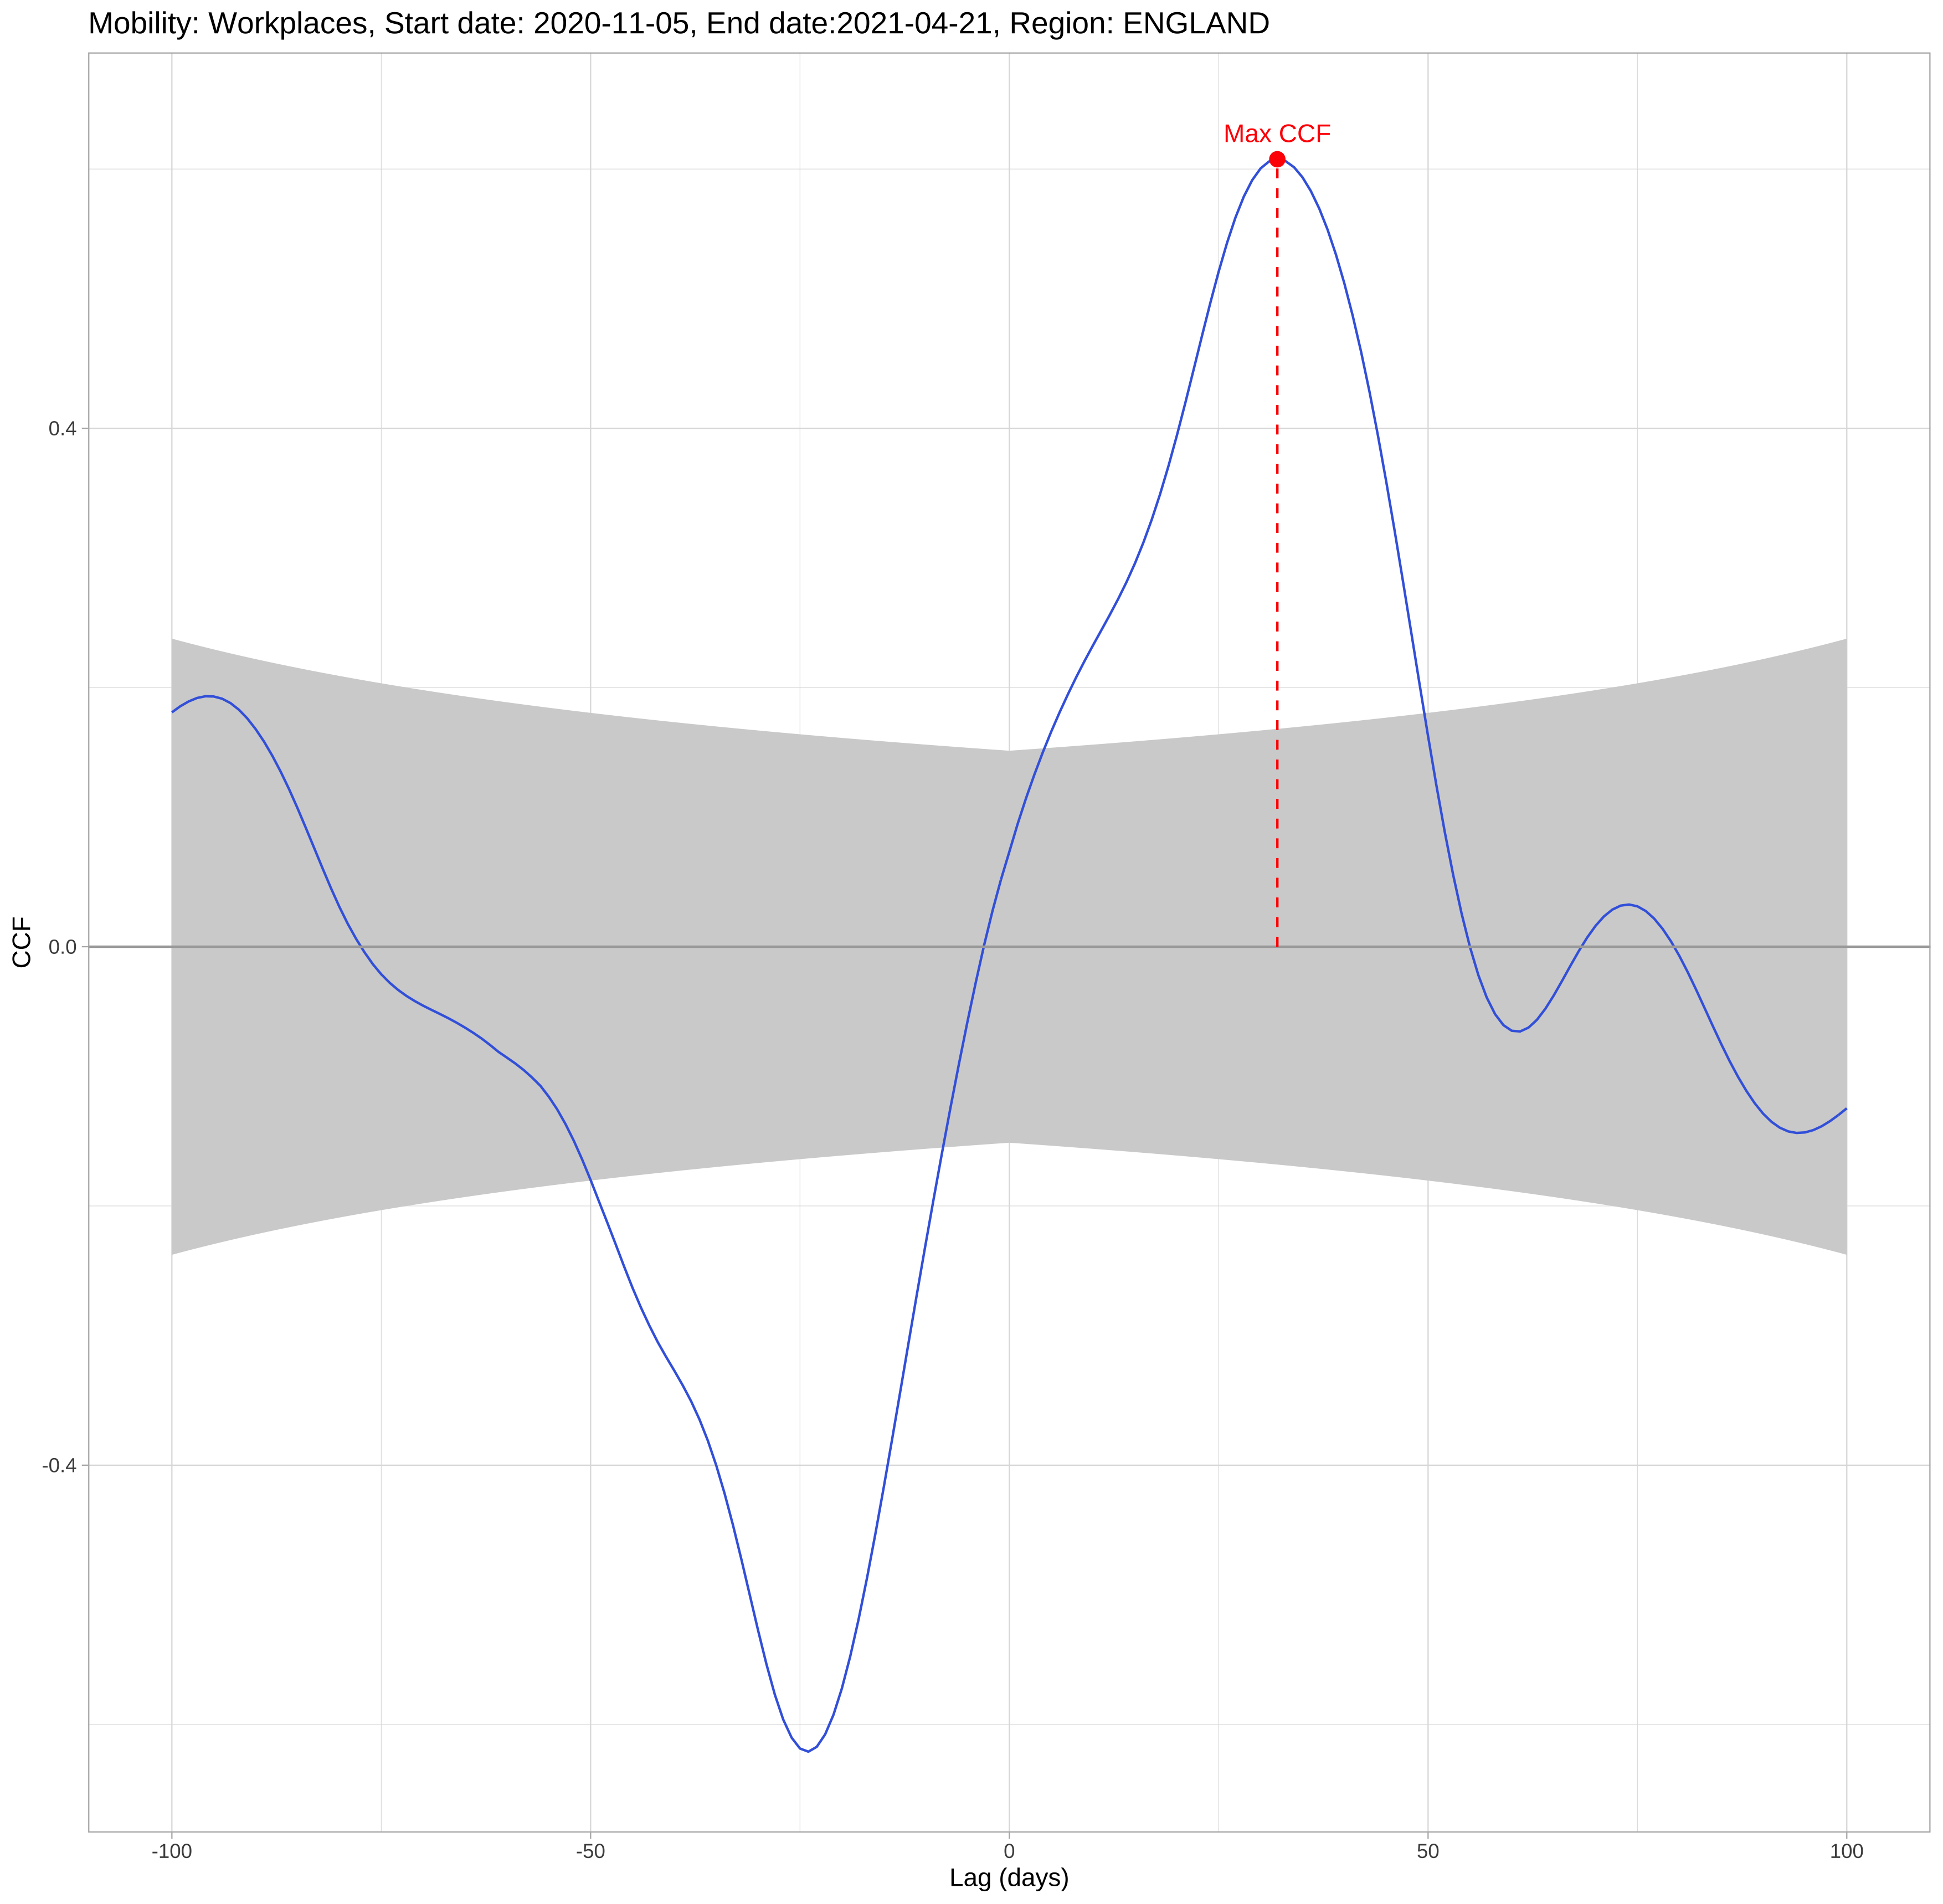 Mobility: Workplaces, Start date: 2020-11-05, End date:2021-04-21, Region: ENGLAND
Max CCF
0.4
0.0
-0.4
CCF
-100
-50
0
50
100
Lag (days)